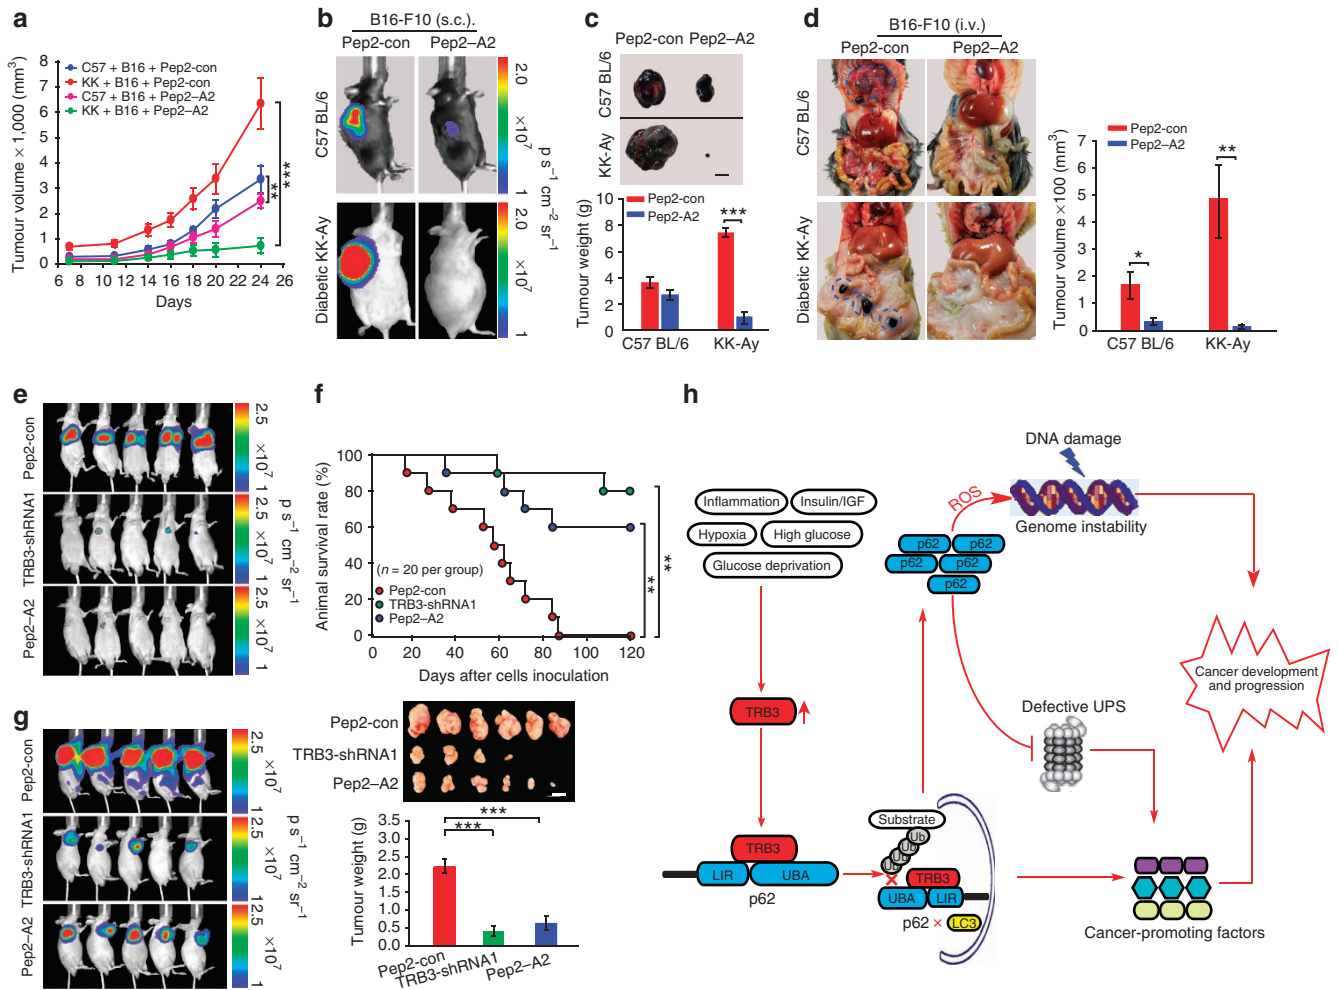 a
Tumour volume × 1,000 (mm³)
8
7
6
5
4
3
2
1
0
C57 + B16 + Pep2-con
KK + B16 + Pep2-con
C57 + B16 + Pep2–A2
KK + B16 + Pep2–A2
***
**
6 8 10 12 14 16 18 20 22 24 26
Days
b
B16-F10 (s.c.).
Pep2-con Pep2–A2
C57 BL/6
Diabetic KK-Ay
2.0
×10⁷
1
2.0
×10⁷
1
p s⁻¹ cm⁻² sr⁻¹
c
Pep2-con Pep2–A2
C57 BL/6
KK-Ay
Tumour weight (g)
10
8
6
4
2
0
Pep2-con
Pep2-A2
***
C57 BL/6 KK-Ay
d
B16-F10 (i.v.)
Pep2-con Pep2–A2
C57 BL/6
Diabetic KK-Ay
Tumour volume ×100 (mm³)
7
6
5
4
3
2
1
0
Pep2-con
Pep2–A2
*
**
C57 BL/6 KK-Ay
e
Pep2-con
TRB3-shRNA1
Pep2–A2
2.5
×10⁷
1
2.5
×10⁷
1
2.5
×10⁷
1
p s⁻¹ cm⁻² sr⁻¹
f
Animal survival rate (%)
100
80
60
40
20
0
(n = 20 per group)
Pep2-con
TRB3-shRNA1
Pep2–A2
**
**
0 20 40 60 80 100 120
Days after cells inoculation
g
Pep2-con
TRB3-shRNA1
Pep2–A2
2.5
×10⁷
1
2.5
×10⁷
1
2.5
×10⁷
1
p s⁻¹ cm⁻² sr⁻¹
Pep2-con
TRB3-shRNA1
Pep2–A2
Tumour weight (g)
3.5
3.0
2.5
2.0
1.5
1.0
0.5
0.0
***
***
Pep2-con
TRB3-shRNA1
Pep2–A2
h
Inflammation Insulin/IGF
Hypoxia High glucose
Glucose deprivation
TRB3
TRB3
LIR UBA
p62
Substrate
Ub
Ub
Ub
Ub
×
TRB3
UBA LIR
p62 × LC3
p62 p62
p62 p62
p62
ROS
DNA damage
Genome instability
Defective UPS
Cancer development
and progression
Cancer-promoting factors